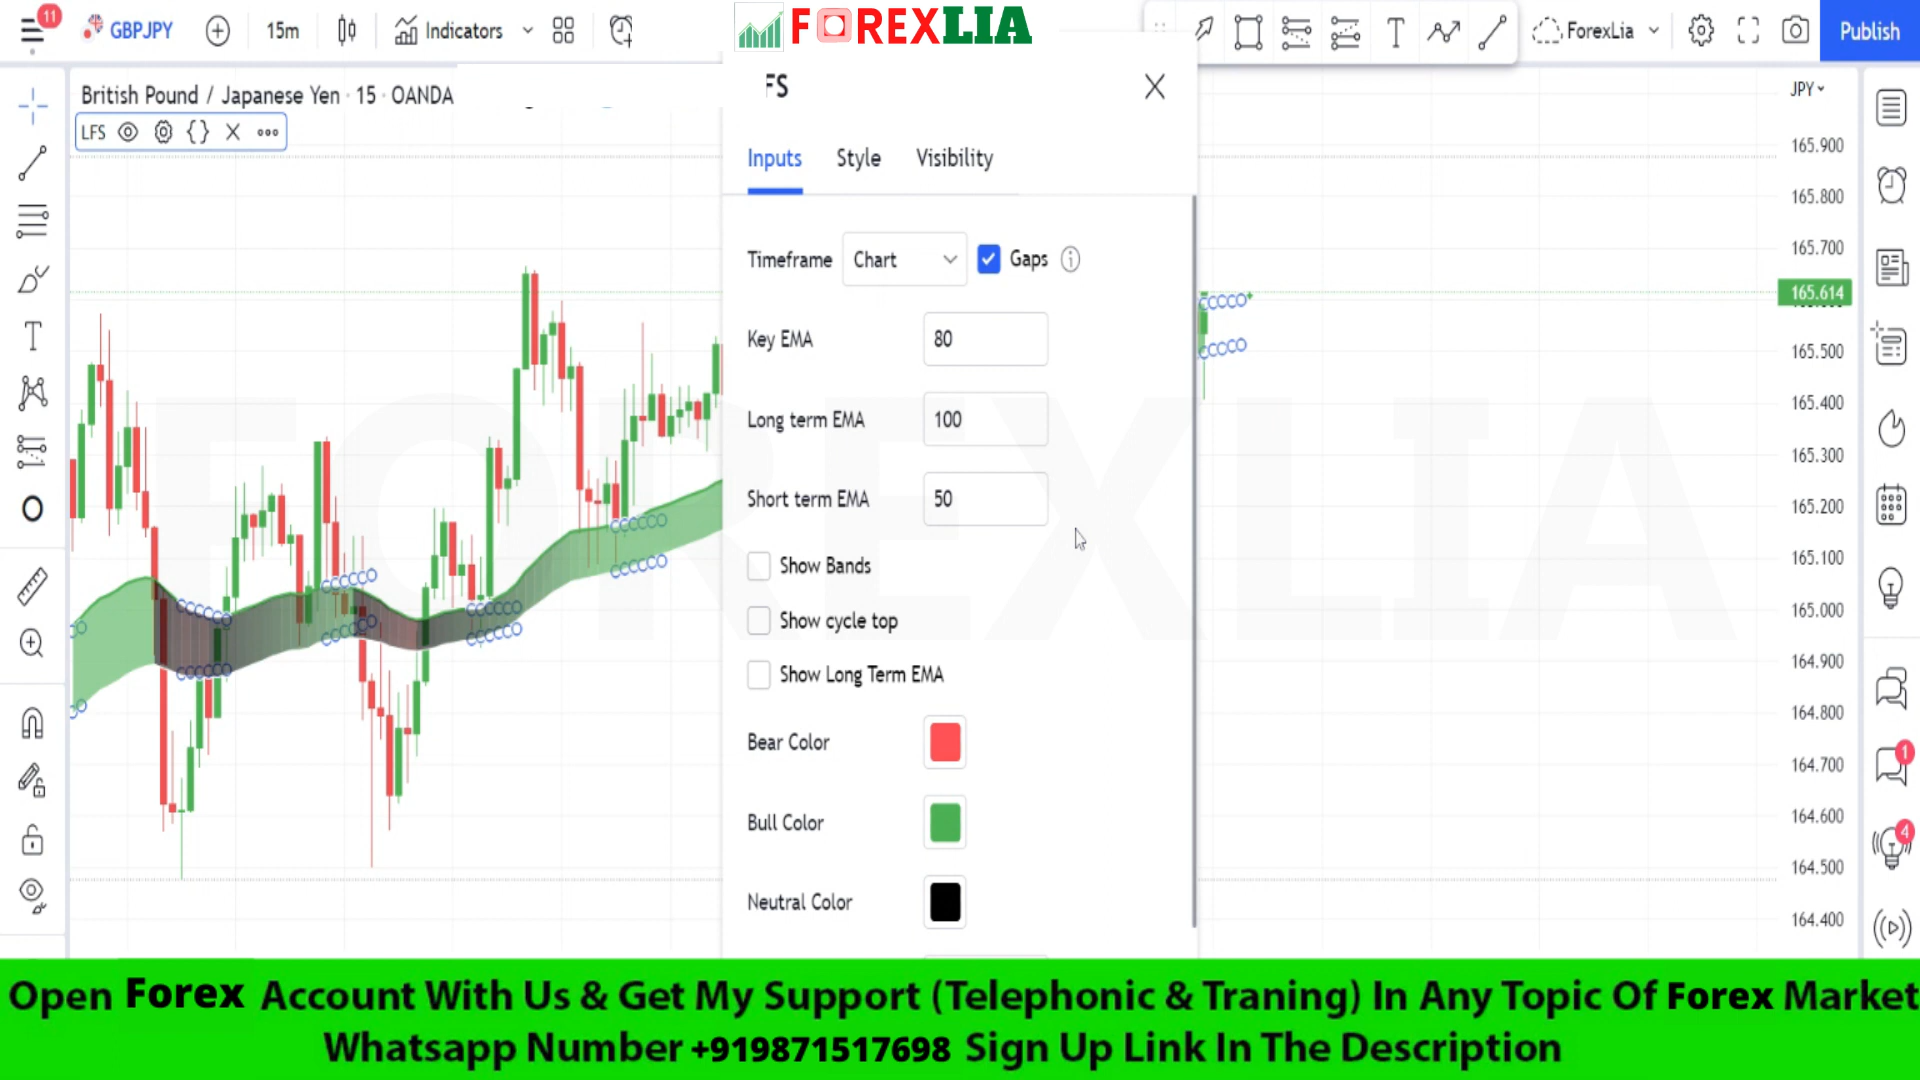 11
GBPJPY
15m
Indicators
FOREXLIA
T
ForexLia
Publish
British Pound / Japanese Yen · 15 · OANDA
LFS
FS
JPY
Inputs Style Visibility
Timeframe Chart Gaps
Key EMA 80
Long term EMA 100
Short term EMA 50
Show Bands
Show cycle top
Show Long Term EMA
Bear Color
Bull Color
Neutral Color
165.900
165.800
165.700
165.614
165.500
165.400
165.300
165.200
165.100
165.000
164.900
164.800
164.700
164.600
164.500
164.400
1
4
FOREXLIA
Open Forex Account With Us & Get My Support (Telephonic & Traning) In Any Topic Of Forex Market
Whatsapp Number +919871517698 Sign Up Link In The Description